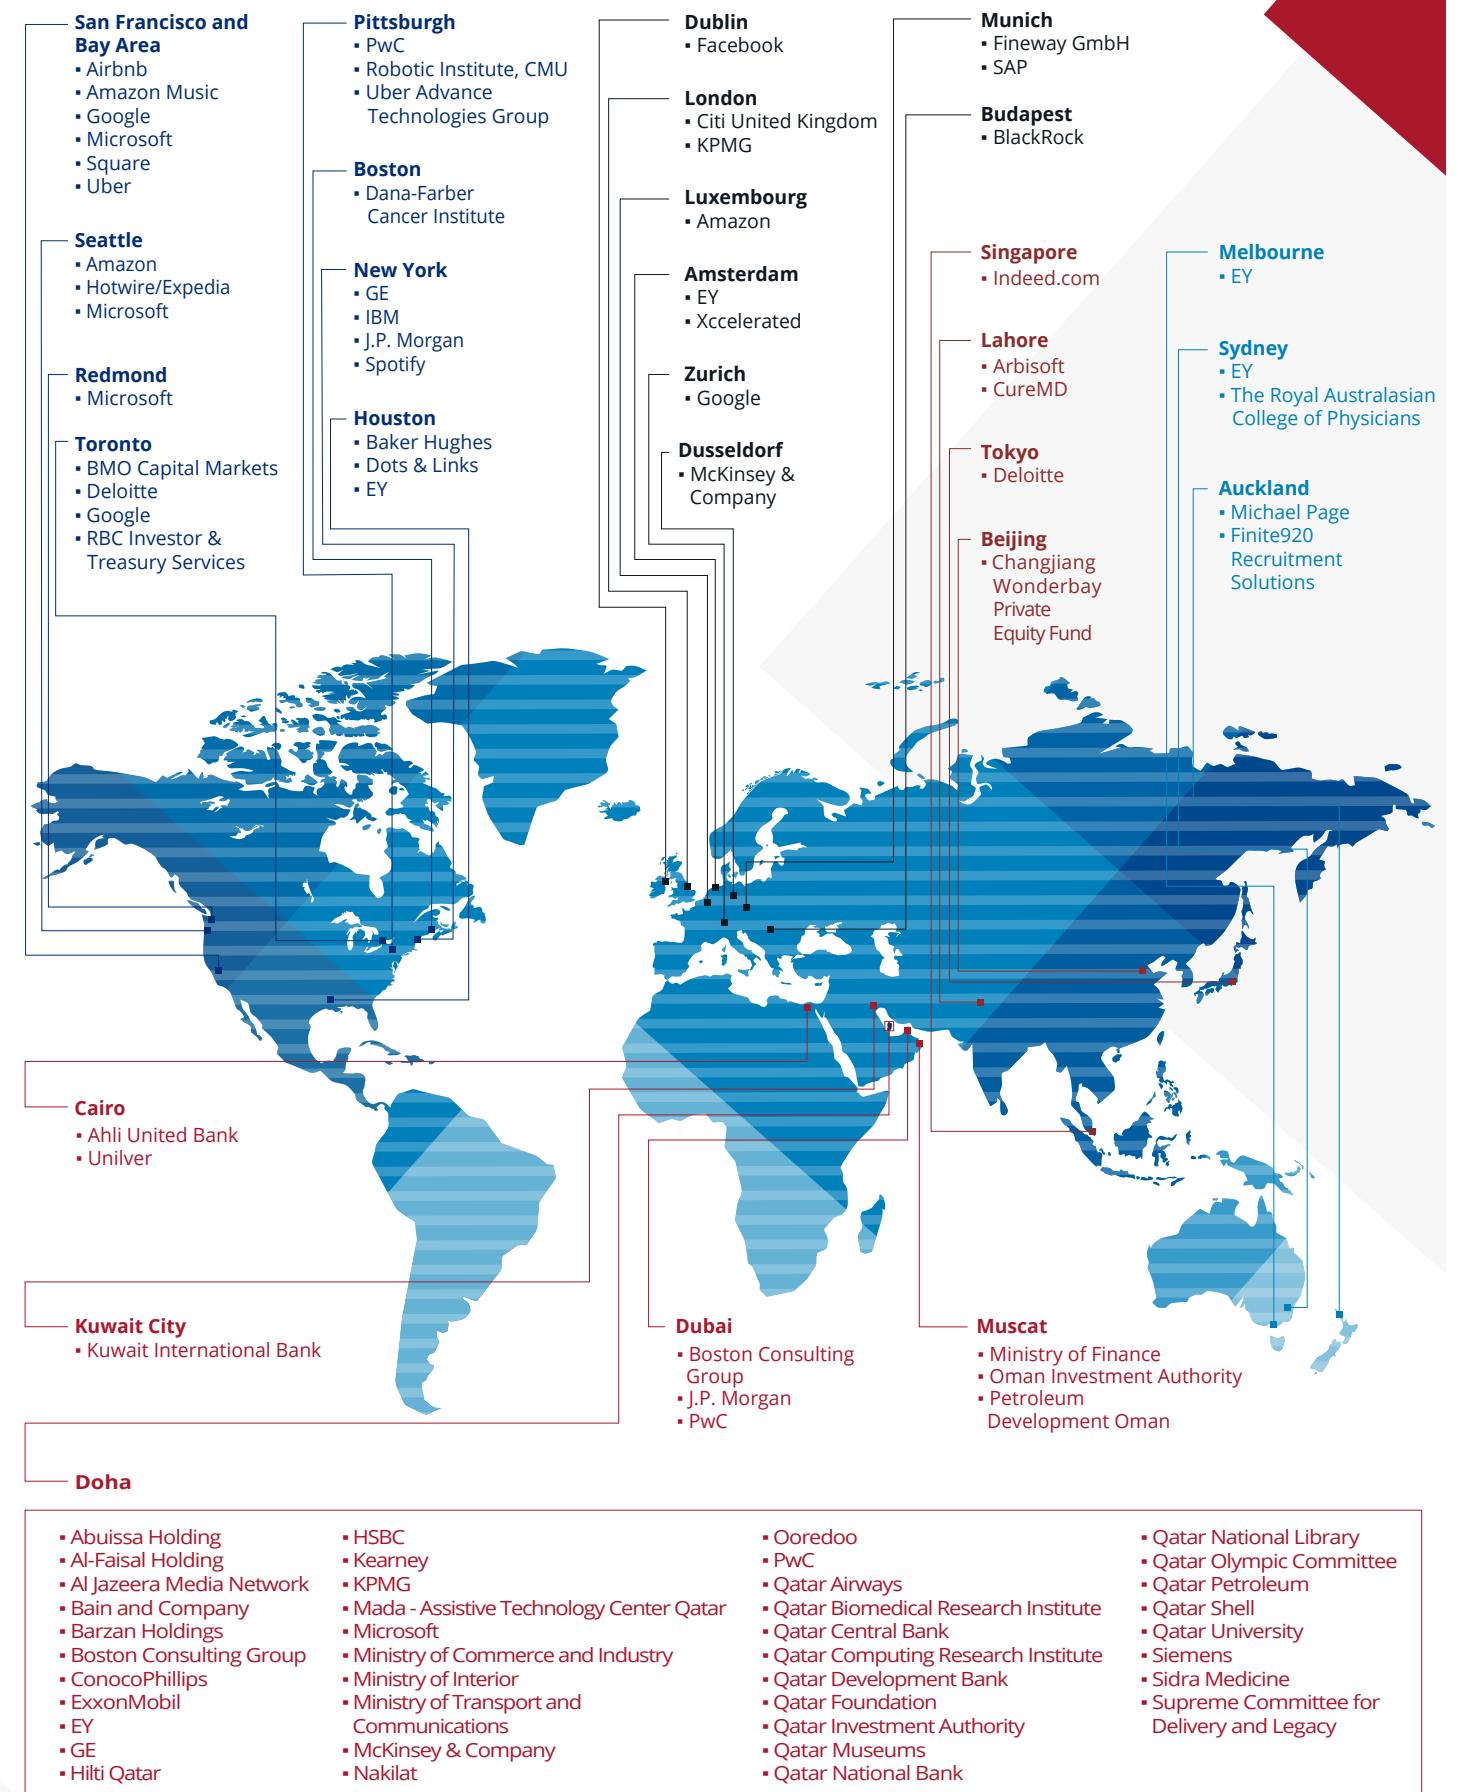 San Francisco and
Bay Area
▪ Airbnb
▪ Amazon Music
▪ Google
▪ Microsoft
▪ Square
▪ Uber
Seattle
▪ Amazon
▪ Hotwire/Expedia
▪ Microsoft
Redmond
▪ Microsoft
Toronto
▪ BMO Capital Markets
▪ Deloitte
▪ Google
▪ RBC Investor &
Treasury Services
Pittsburgh
▪ PwC
▪ Robotic Institute, CMU
▪ Uber Advance
Technologies Group
Boston
▪ Dana-Farber
Cancer Institute
New York
▪ GE
▪ IBM
▪ J.P. Morgan
▪ Spotify
Houston
▪ Baker Hughes
▪ Dots & Links
▪ EY
Dublin
▪ Facebook
London
▪ Citi United Kingdom
▪ KPMG
Luxembourg
▪ Amazon
Amsterdam
▪ EY
▪ Xccelerated
Zurich
▪ Google
Dusseldorf
▪ McKinsey &
Company
Munich
▪ Fineway GmbH
▪ SAP
Budapest
▪ BlackRock
Singapore
▪ Indeed.com
Lahore
▪ Arbisoft
▪ CureMD
Tokyo
▪ Deloitte
Beijing
▪ Changjiang
Wonderbay
Private
Equity Fund
Melbourne
▪ EY
Sydney
▪ EY
▪ The Royal Australasian
College of Physicians
Auckland
▪ Michael Page
▪ Finite920
Recruitment
Solutions
Cairo
▪ Ahli United Bank
▪ Unilver
Kuwait City
▪ Kuwait International Bank
Dubai
▪ Boston Consulting
Group
▪ J.P. Morgan
▪ PwC
Muscat
▪ Ministry of Finance
▪ Oman Investment Authority
▪ Petroleum
Development Oman
Doha
▪ Abuissa Holding
▪ Al-Faisal Holding
▪ Al Jazeera Media Network
▪ Bain and Company
▪ Barzan Holdings
▪ Boston Consulting Group
▪ ConocoPhillips
▪ ExxonMobil
▪ EY
▪ GE
▪ Hilti Qatar
▪ HSBC
▪ Kearney
▪ KPMG
▪ Mada - Assistive Technology Center Qatar
▪ Microsoft
▪ Ministry of Commerce and Industry
▪ Ministry of Interior
▪ Ministry of Transport and
Communications
▪ McKinsey & Company
▪ Nakilat
▪ Ooredoo
▪ PwC
▪ Qatar Airways
▪ Qatar Biomedical Research Institute
▪ Qatar Central Bank
▪ Qatar Computing Research Institute
▪ Qatar Development Bank
▪ Qatar Foundation
▪ Qatar Investment Authority
▪ Qatar Museums
▪ Qatar National Bank
▪ Qatar National Library
▪ Qatar Olympic Committee
▪ Qatar Petroleum
▪ Qatar Shell
▪ Qatar University
▪ Siemens
▪ Sidra Medicine
▪ Supreme Committee for
Delivery and Legacy